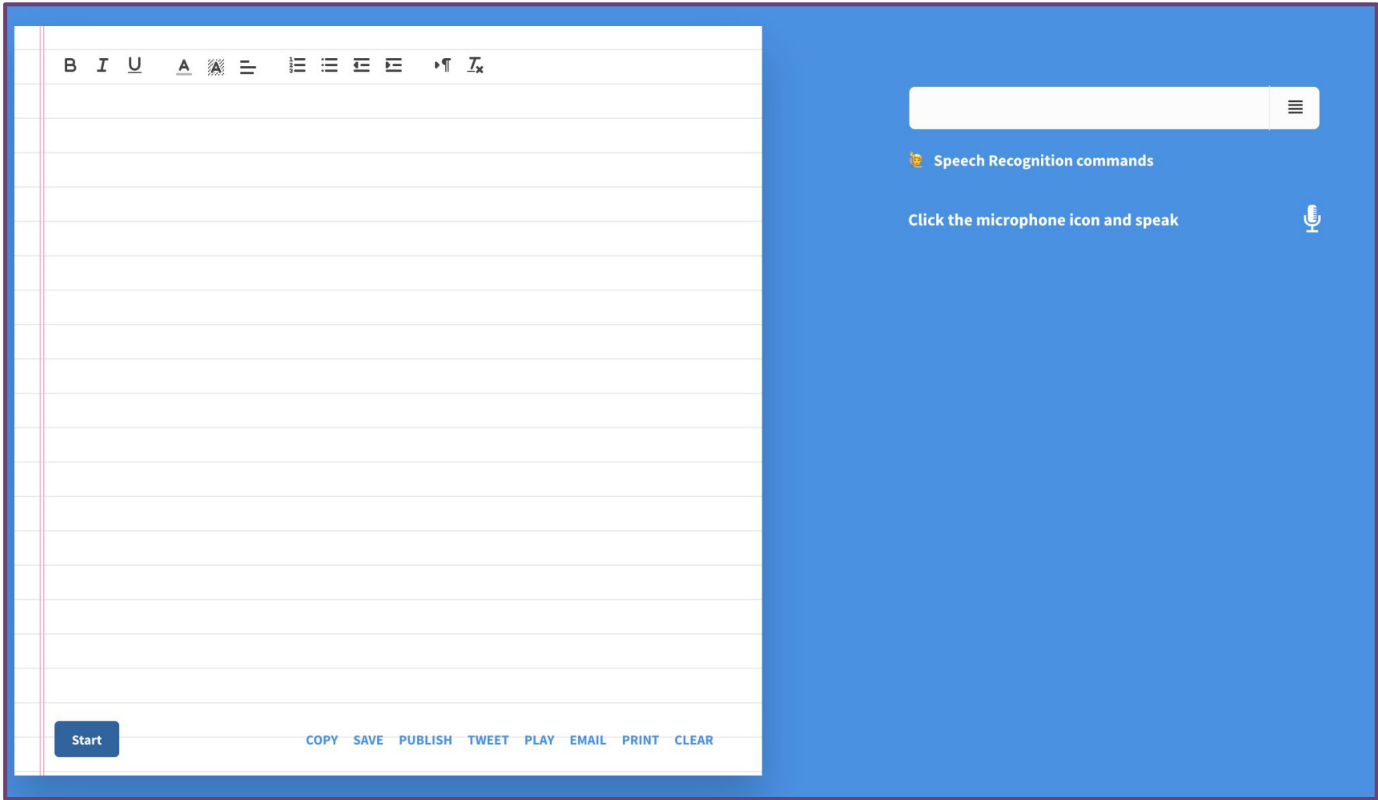 Speech Recognition commands
Click the microphone icon and speak
Start
COPY SAVE PUBLISH TWEET PLAY EMAIL PRINT CLEAR